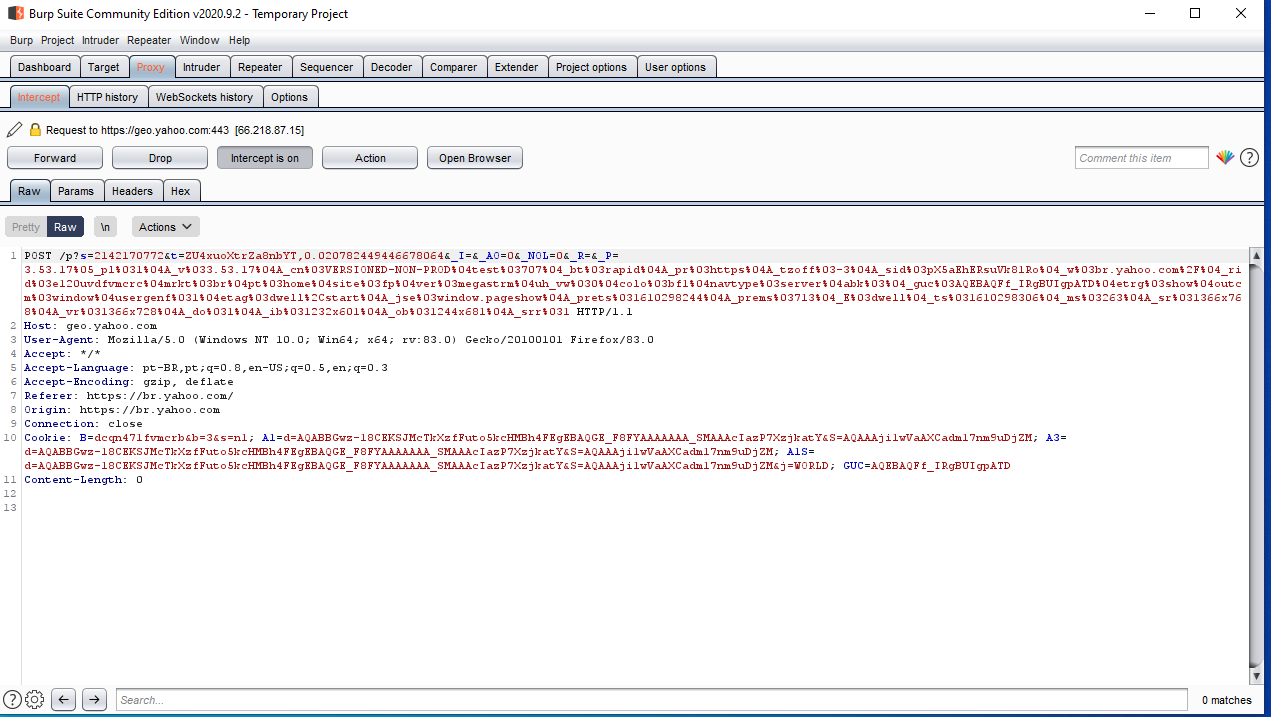 Burp Suite Community Edition v2020.9.2 - Temporary Project
Burp Project Intruder Repeater Window Help
Dashboard Target Proxy Intruder Repeater Sequencer Decoder Comparer Extender Project options User options
Intercept HTTP history WebSockets history Options
Request to https://geo.yahoo.com:443 [66.218.87.15]
Forward Drop Intercept is on Action Open Browser Comment this item ?
Raw Params Headers Hex
Pretty Raw \n Actions
1 POST /p?s=2142170772&t=ZU4xuoXtrZa8nbYT,0.020782449446678064&_I=&_AO=0&_NOL=0&_R=&_P=
3.53.17%05_pl%031%04A_v%033.53.17%04A_cn%03VERSIONED-NON-PROD%04test%03707%04_bt%03rapid%04A_pr%03https%04A_tzoff%03-3%04A_sid%03pX5aEhERsuVk8lRo%04_w%03br.yahoo.com%2F%04_ri
d%03el20uvdfvmcrc%04mrkt%03br%04pt%03home%04site%03fp%04ver%03megastrm%04uh_vw%030%04colo%03bf1%04navtype%03server%04abk%03%04_guc%03AQEBAQFf_IRgBUIgpATD%04etrg%03show%04outc
m%03window%04usergenf%031%04etag%03dwell%2Cstart%04A_jse%03window.pageshow%04A_prets%031610298244%04A_prems%03713%04_E%03dwell%04_ts%031610298306%04_ms%03263%04A_sr%031366x76
8%04A_vr%031366x728%04A_do%031%04A_ib%031232x601%04A_ob%031244x681%04A_srr%031 HTTP/1.1
2 Host: geo.yahoo.com
3 User-Agent: Mozilla/5.0 (Windows NT 10.0; Win64; x64; rv:83.0) Gecko/20100101 Firefox/83.0
4 Accept: */*
5 Accept-Language: pt-BR,pt;q=0.8,en-US;q=0.5,en;q=0.3
6 Accept-Encoding: gzip, deflate
7 Referer: https://br.yahoo.com/
8 Origin: https://br.yahoo.com
9 Connection: close
10 Cookie: B=dcqn471fvmcrb&b=3&s=nl; A1=d=AQABBGwz-18CEKSJMcTkXzfFuto5kcHMBh4FEgEBAQGE_F8FYAAAAAAA_SMAAAcIazP7XzjkatY&S=AQAAAjilwVaAXCadml7nm9uDjZM; A3=
d=AQABBGwz-18CEKSJMcTkXzfFuto5kcHMBh4FEgEBAQGE_F8FYAAAAAAA_SMAAAcIazP7XzjkatY&S=AQAAAjilwVaAXCadml7nm9uDjZM; A1S=
d=AQABBGwz-18CEKSJMcTkXzfFuto5kcHMBh4FEgEBAQGE_F8FYAAAAAAA_SMAAAcIazP7XzjkatY&S=AQAAAjilwVaAXCadml7nm9uDjZM&j=WORLD; GUC=AQEBAQFf_IRgBUIgpATD
11 Content-Length: 0
12
13
? Search... 0 matches